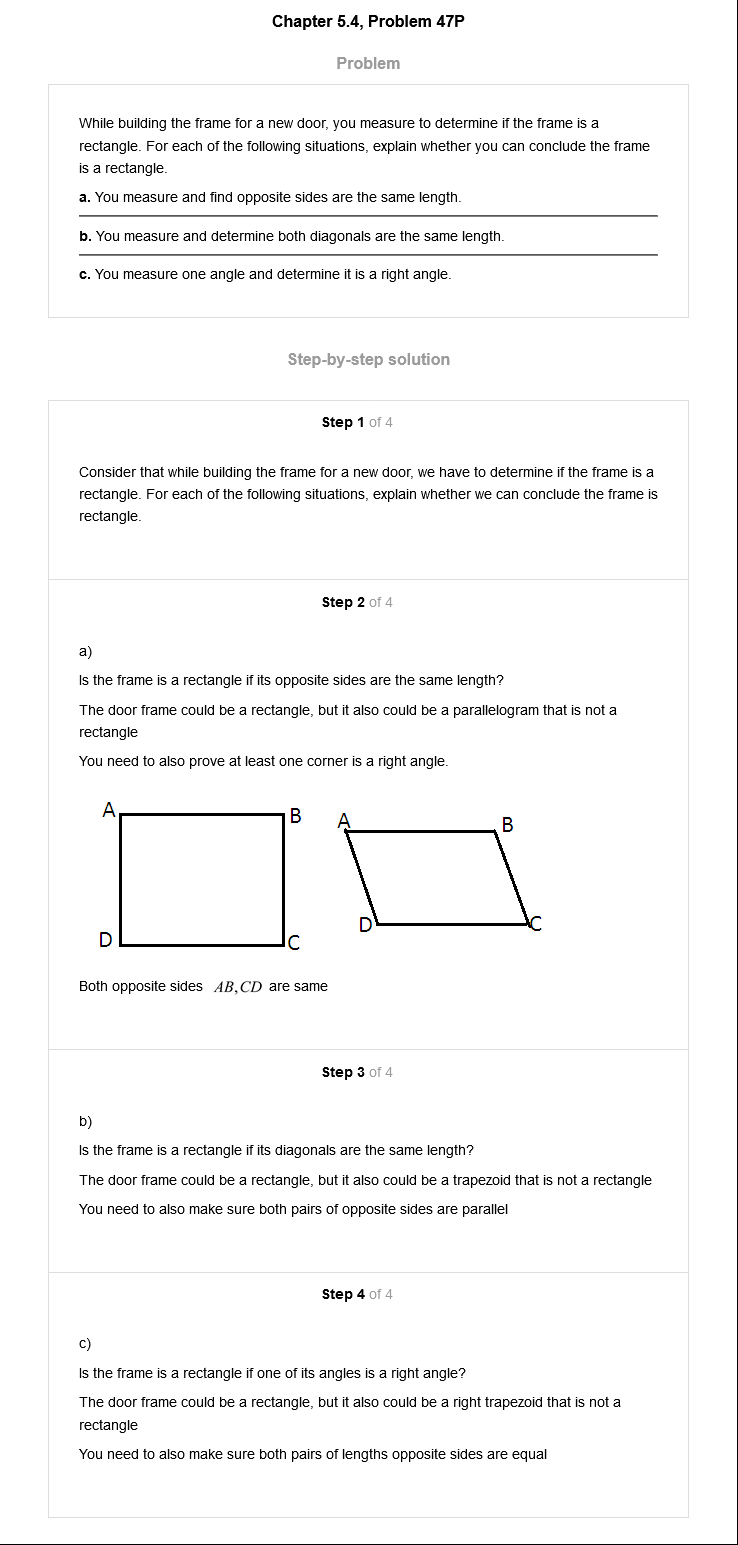 Chapter 5.4, Problem 47P
Problem
While building the frame for a new door, you measure to determine if the frame is a
rectangle. For each of the following situations, explain whether you can conclude the frame
is a rectangle.
a. You measure and find opposite sides are the same length.
b. You measure and determine both diagonals are the same length.
c. You measure one angle and determine it is a right angle.
Step-by-step solution
Step 1 of 4
Consider that while building the frame for a new door, we have to determine if the frame is a
rectangle. For each of the following situations, explain whether we can conclude the frame is
rectangle.
Step 2 of 4
a)
Is the frame is a rectangle if its opposite sides are the same length?
The door frame could be a rectangle, but it also could be a parallelogram that is not a
rectangle
You need to also prove at least one corner is a right angle.
A B A B
D C D C
Both opposite sides AB,CD are same
Step 3 of 4
b)
Is the frame is a rectangle if its diagonals are the same length?
The door frame could be a rectangle, but it also could be a trapezoid that is not a rectangle
You need to also make sure both pairs of opposite sides are parallel
Step 4 of 4
c)
Is the frame is a rectangle if one of its angles is a right angle?
The door frame could be a rectangle, but it also could be a right trapezoid that is not a
rectangle
You need to also make sure both pairs of lengths opposite sides are equal